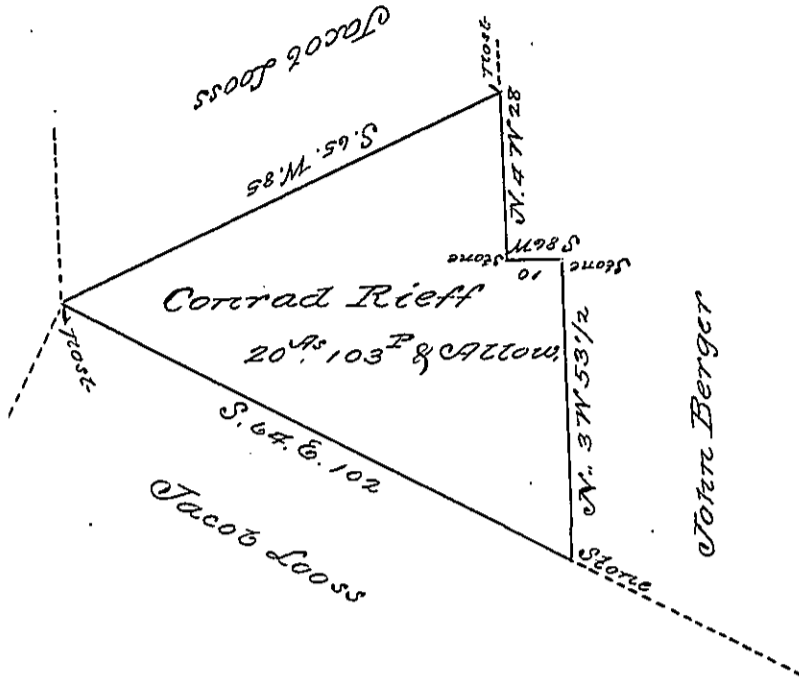 Jacob Looss
Post
S. 65. W. 85
N. 4 W 28
S 86 W
10
Stone
Stone
Conrad Rieff
20 As. 103 P & Allow.
Post
S. 64. E. 102
N. 3 W 53 1/2
John Berger
Jacob Looss
Stone